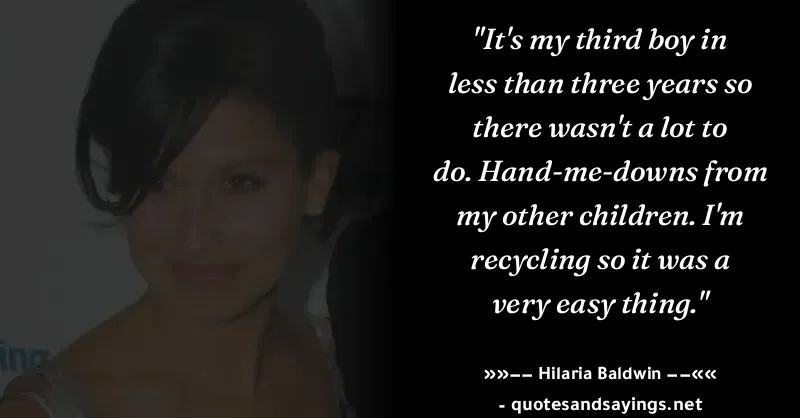 "It's my third boy in
less than three years so
there wasn't a lot to
do. Hand-me-downs from
my other children. I'm
recycling so it was a
very easy thing."
»»−− Hilaria Baldwin −−««
- quotesandsayings.net
ing